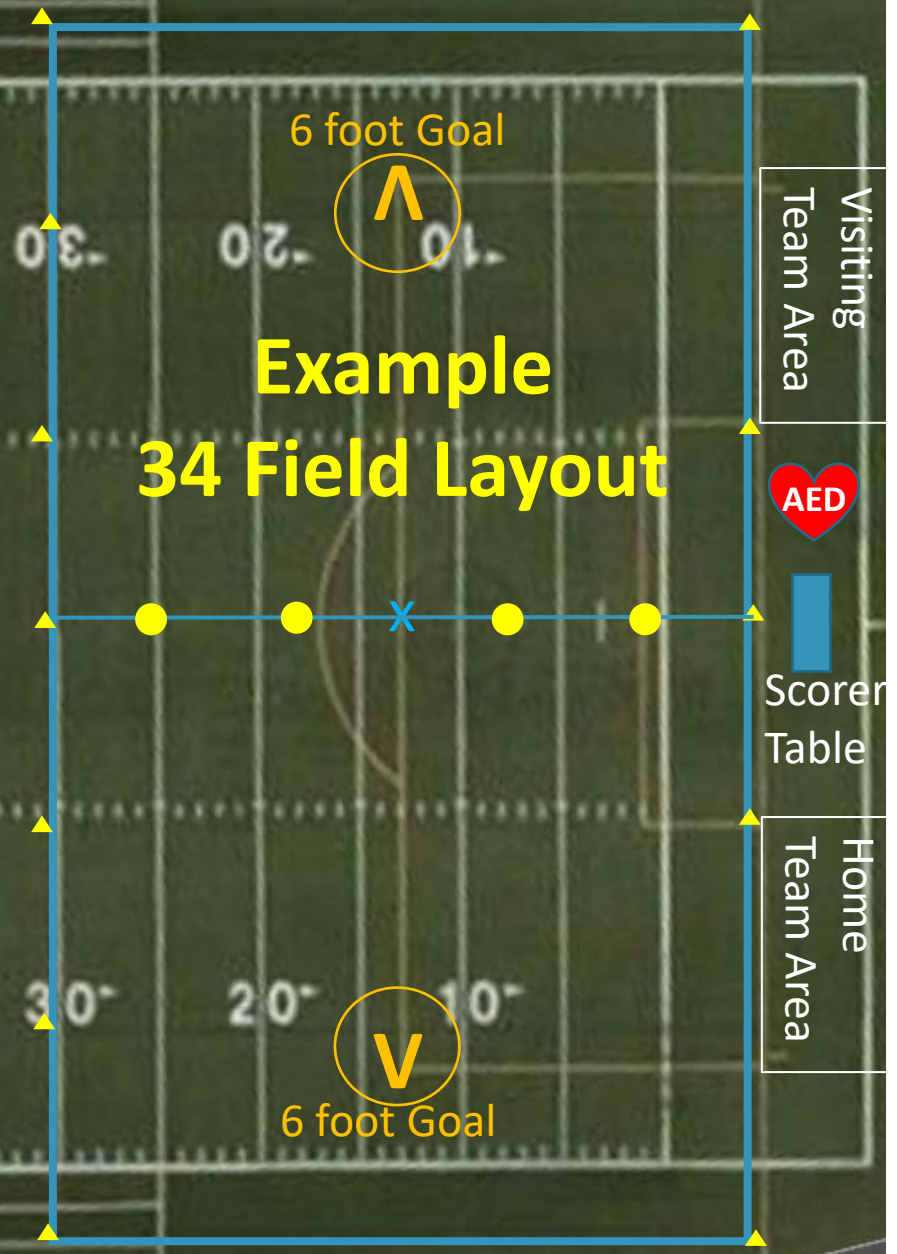 6 foot Goal
30
20
10
Visiting
Team Area
Example
34 Field Layout
AED
X
Scorer
Table
Home
Team Area
30
20
10
6 foot Goal